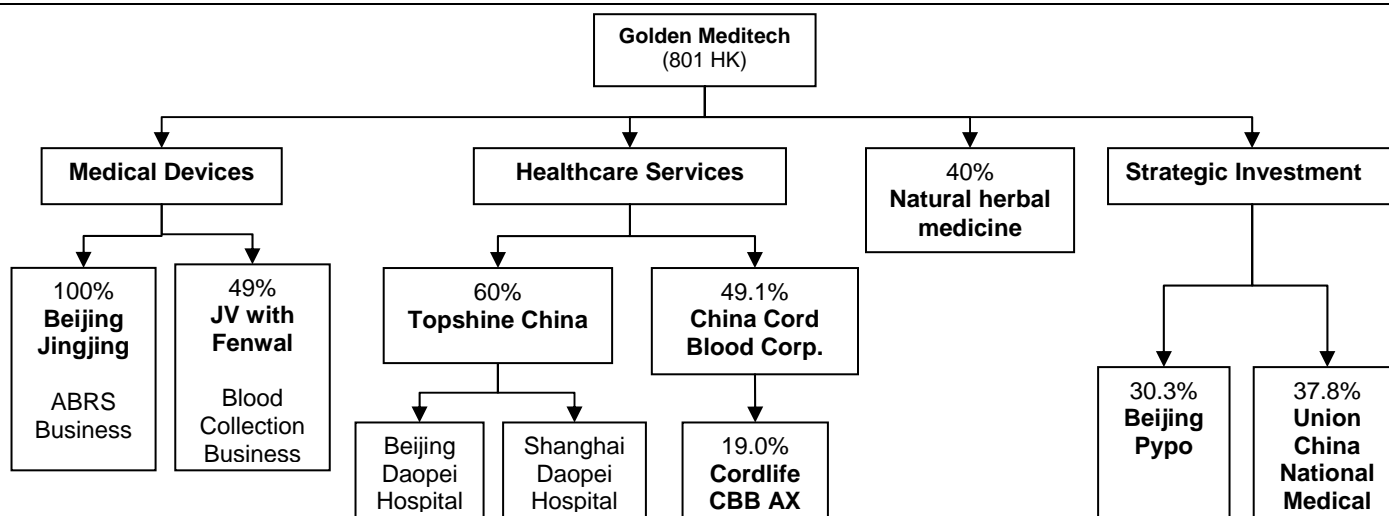 Golden Meditech
(801 HK)
Medical Devices
Healthcare Services
40%
Natural herbal
medicine
Strategic Investment
100%
Beijing
Jingjing
ABRS
Business
49%
JV with
Fenwal
Blood
Collection
Business
60%
Topshine China
49.1%
China Cord
Blood Corp.
Beijing
Daopei
Hospital
Shanghai
Daopei
Hospital
19.0%
Cordlife
CBB AX
30.3%
Beijing
Pypo
37.8%
Union
China
National
Medical